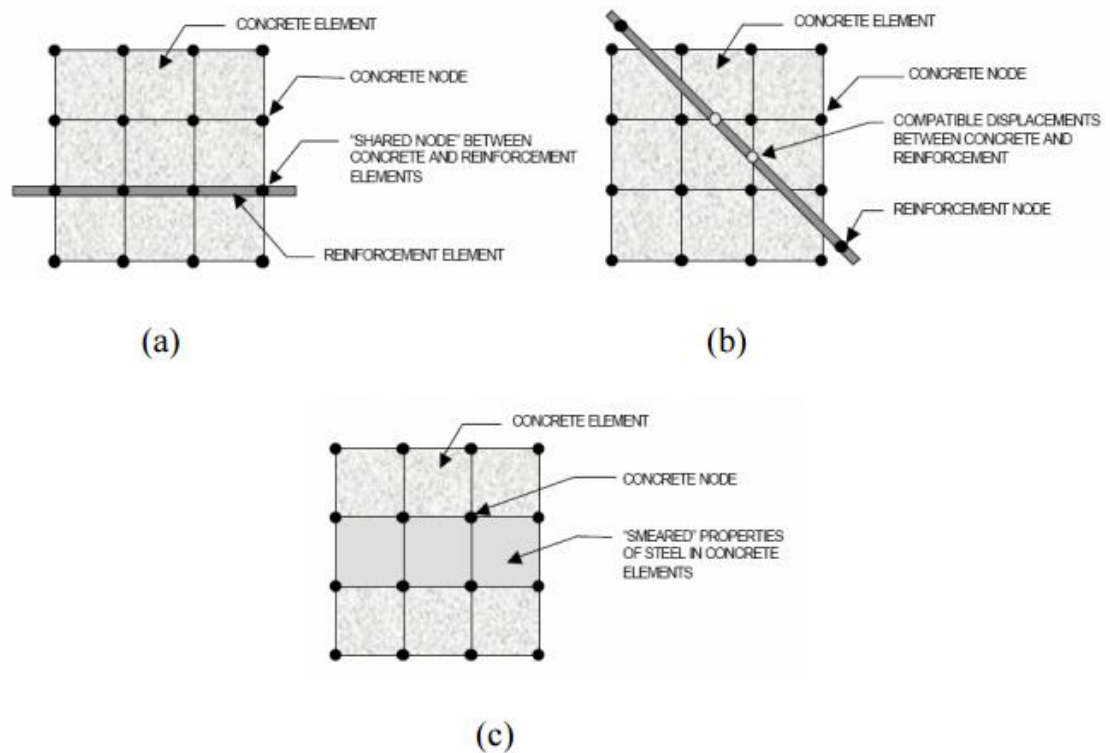 CONCRETE ELEMENT
CONCRETE NODE
"SHARED NODE" BETWEEN
CONCRETE AND REINFORCEMENT
ELEMENTS
REINFORCEMENT ELEMENT
(a)
CONCRETE ELEMENT
CONCRETE NODE
COMPATIBLE DISPLACEMENTS
BETWEEN CONCRETE AND
REINFORCEMENT
REINFORCEMENT NODE
(b)
CONCRETE ELEMENT
CONCRETE NODE
"SMEARED" PROPERTIES
OF STEEL IN CONCRETE
ELEMENTS
(c)